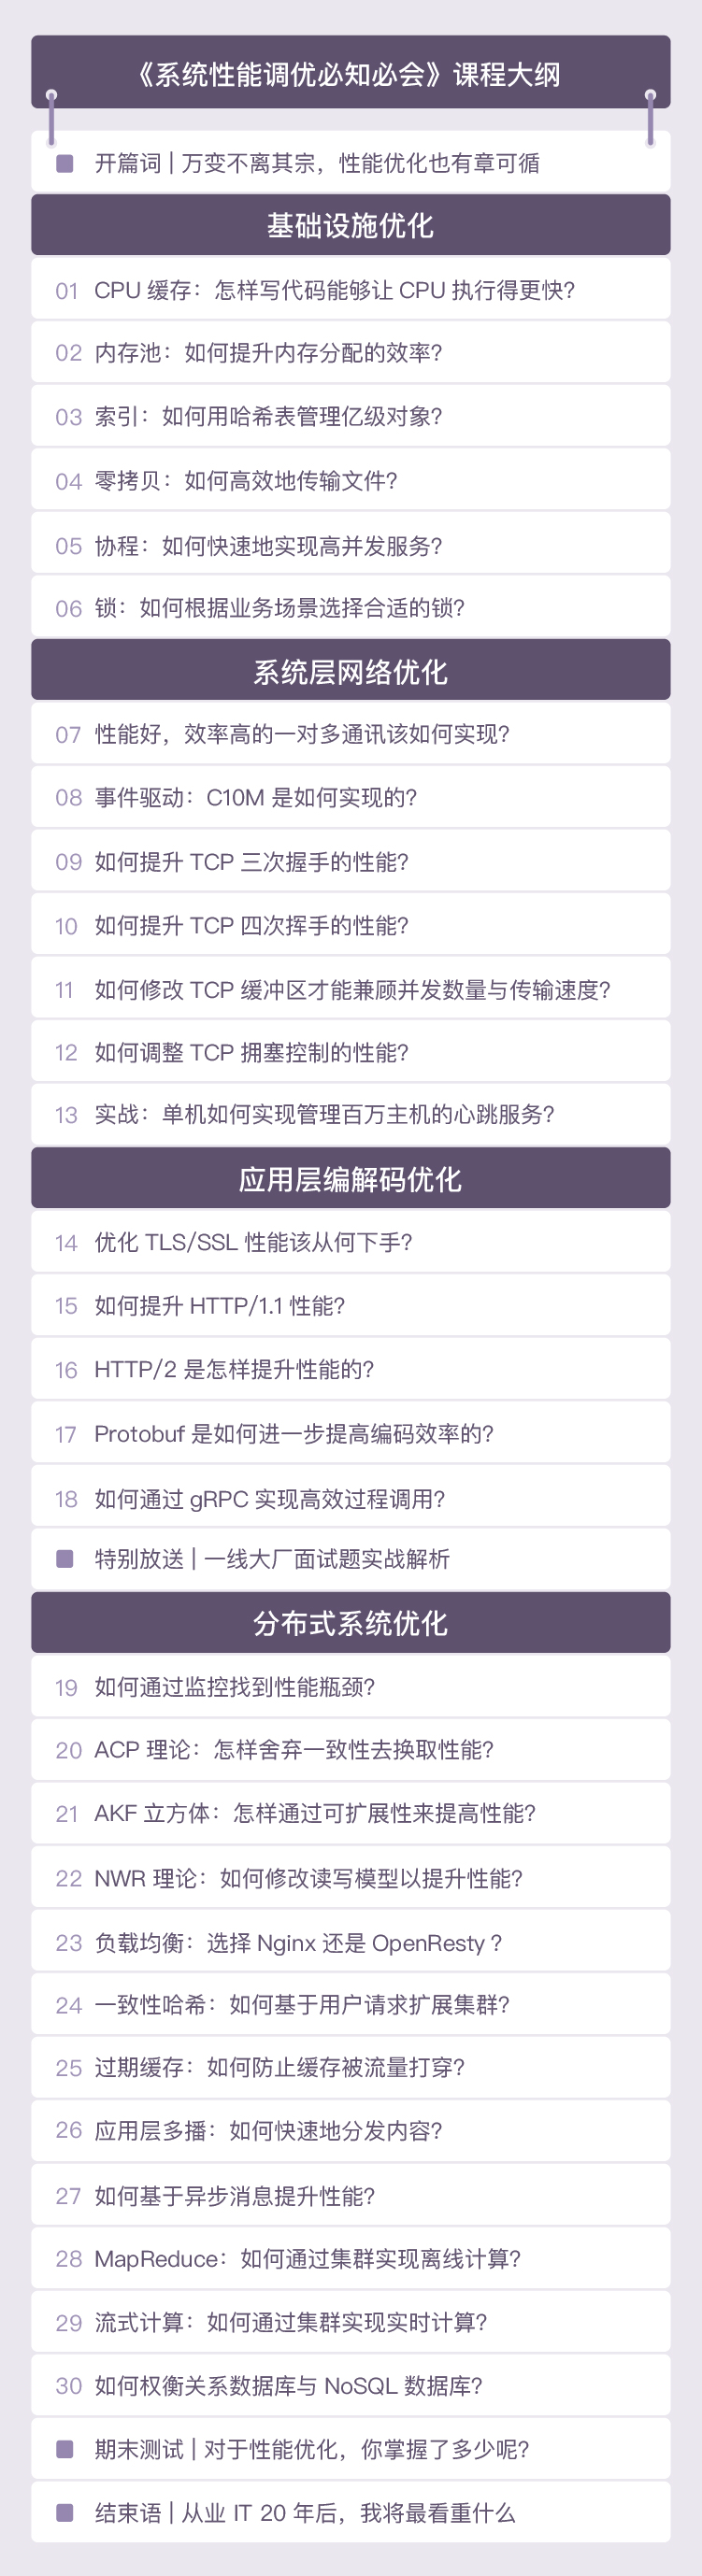 《系统性能调优必知必会》课程大纲
开篇词 | 万变不离其宗，性能优化也有章可循
基础设施优化
01 CPU 缓存：怎样写代码能够让 CPU 执行得更快？
02 内存池：如何提升内存分配的效率？
03 索引：如何用哈希表管理亿级对象？
04 零拷贝：如何高效地传输文件？
05 协程：如何快速地实现高并发服务？
06 锁：如何根据业务场景选择合适的锁？
系统层网络优化
07 性能好，效率高的一对多通讯该如何实现？
08 事件驱动：C10M 是如何实现的？
09 如何提升 TCP 三次握手的性能？
10 如何提升 TCP 四次挥手的性能？
11 如何修改 TCP 缓冲区才能兼顾并发数量与传输速度？
12 如何调整 TCP 拥塞控制的性能？
13 实战：单机如何实现管理百万主机的心跳服务？
应用层编解码优化
14 优化 TLS/SSL 性能该从何下手？
15 如何提升 HTTP/1.1 性能？
16 HTTP/2 是怎样提升性能的？
17 Protobuf 是如何进一步提高编码效率的？
18 如何通过 gRPC 实现高效过程调用？
特别放送 | 一线大厂面试题实战解析
分布式系统优化
19 如何通过监控找到性能瓶颈？
20 ACP 理论：怎样舍弃一致性去换取性能？
21 AKF 立方体：怎样通过可扩展性来提高性能？
22 NWR 理论：如何修改读写模型以提升性能？
23 负载均衡：选择 Nginx 还是 OpenResty？
24 一致性哈希：如何基于用户请求扩展集群？
25 过期缓存：如何防止缓存被流量打穿？
26 应用层多播：如何快速地分发内容？
27 如何基于异步消息提升性能？
28 MapReduce：如何通过集群实现离线计算？
29 流式计算：如何通过集群实现实时计算？
30 如何权衡关系数据库与 NoSQL 数据库？
期末测试 | 对于性能优化，你掌握了多少呢？
结束语 | 从业 IT 20 年后，我将最看重什么